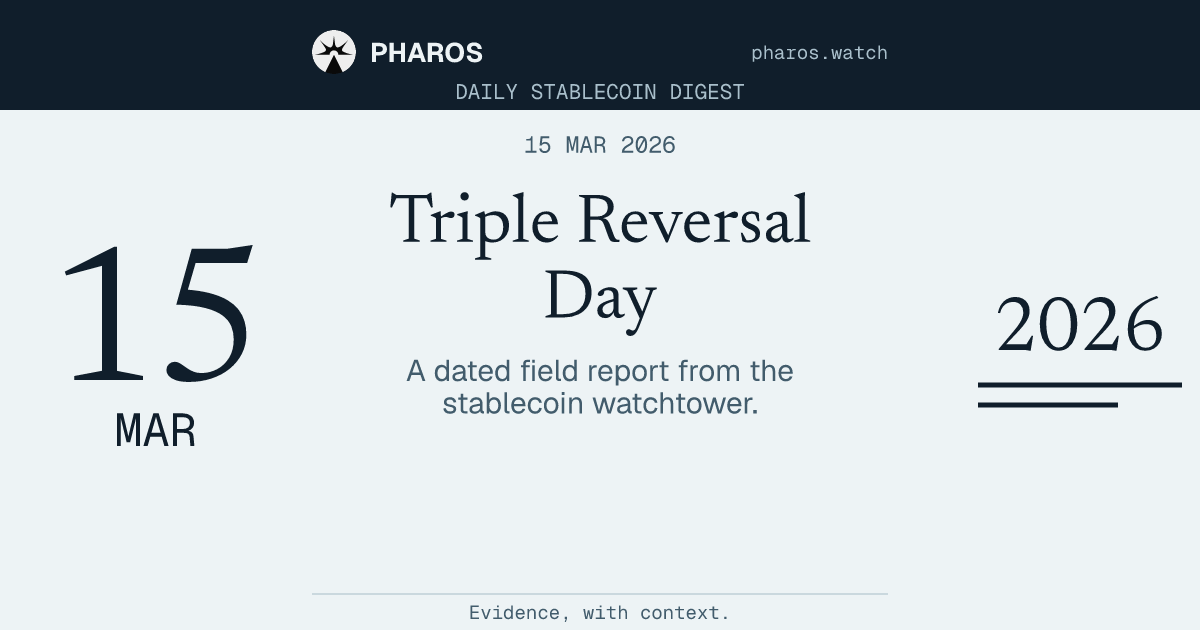 PHAROS
pharos.watch
DAILY STABLECOIN DIGEST
15 MAR 2026
Triple Reversal
Day
A dated field report from the
stablecoin watchtower.
15
MAR
2026
Evidence, with context.